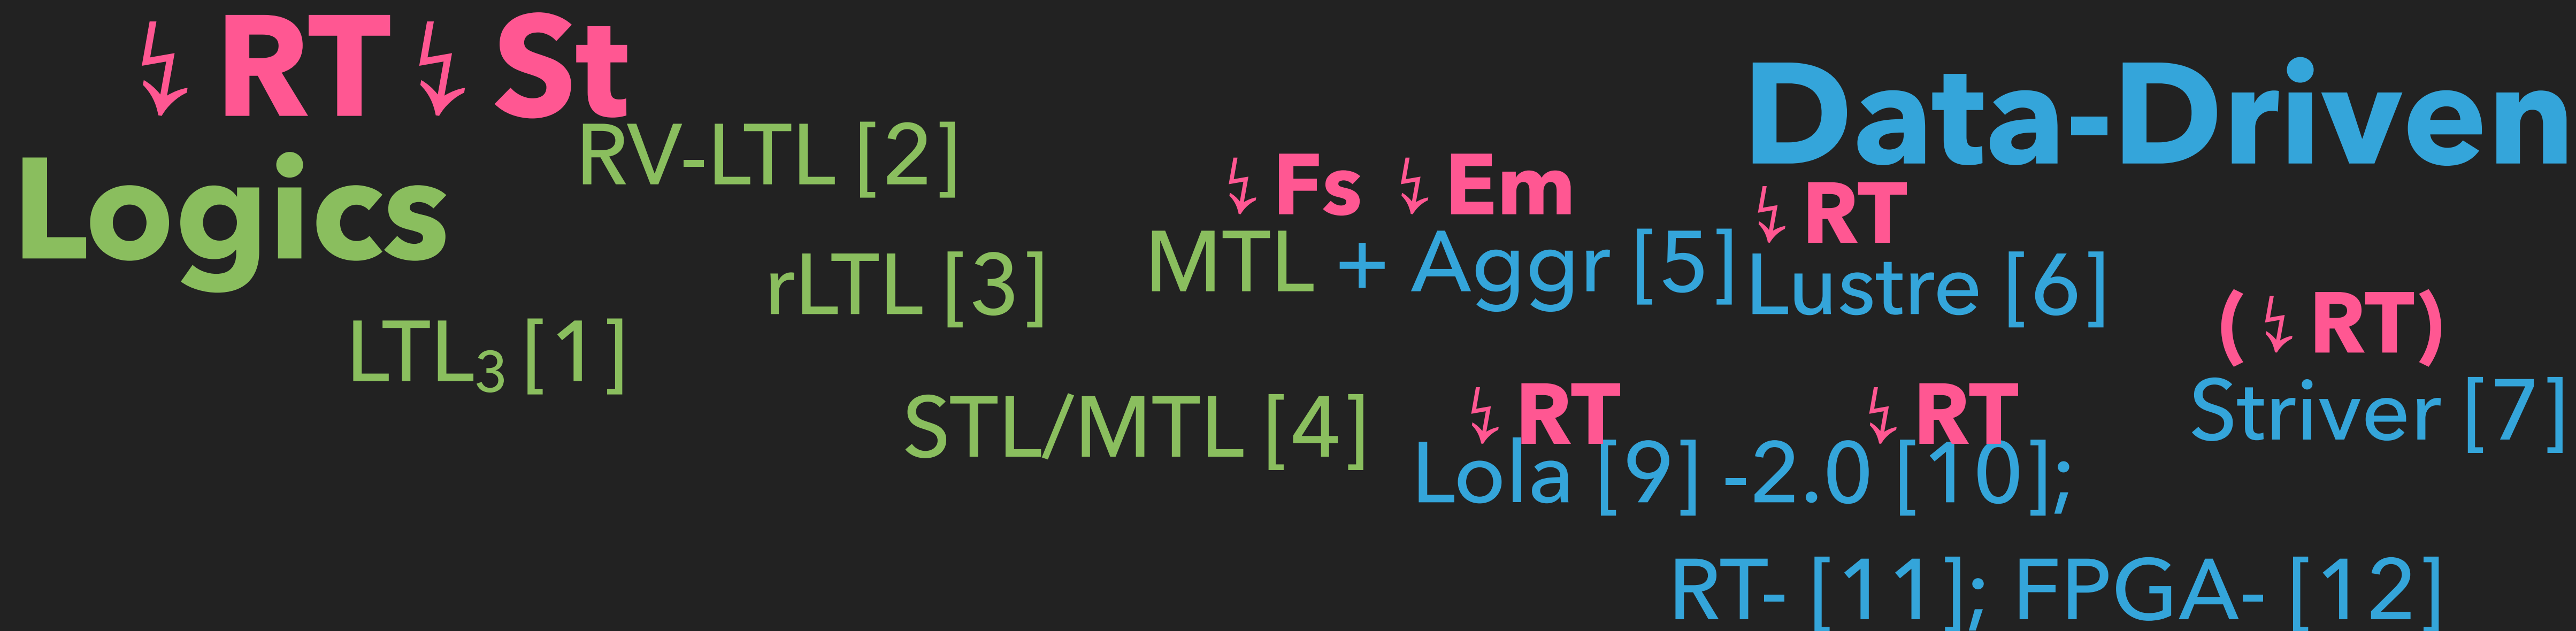 ↯ RT ↯ St
Logics
RV-LTL [2]
rLTL [3]
LTL₃ [1]
STL/MTL [4]
↯ Fs ↯ Em
MTL + Aggr [5]
Data-Driven
↯ RT
Lustre [6]
(↯ RT)
Striver [7]
↯ RT ↯ RT
Lola [9] -2.0 [10];
RT- [11]; FPGA- [12]